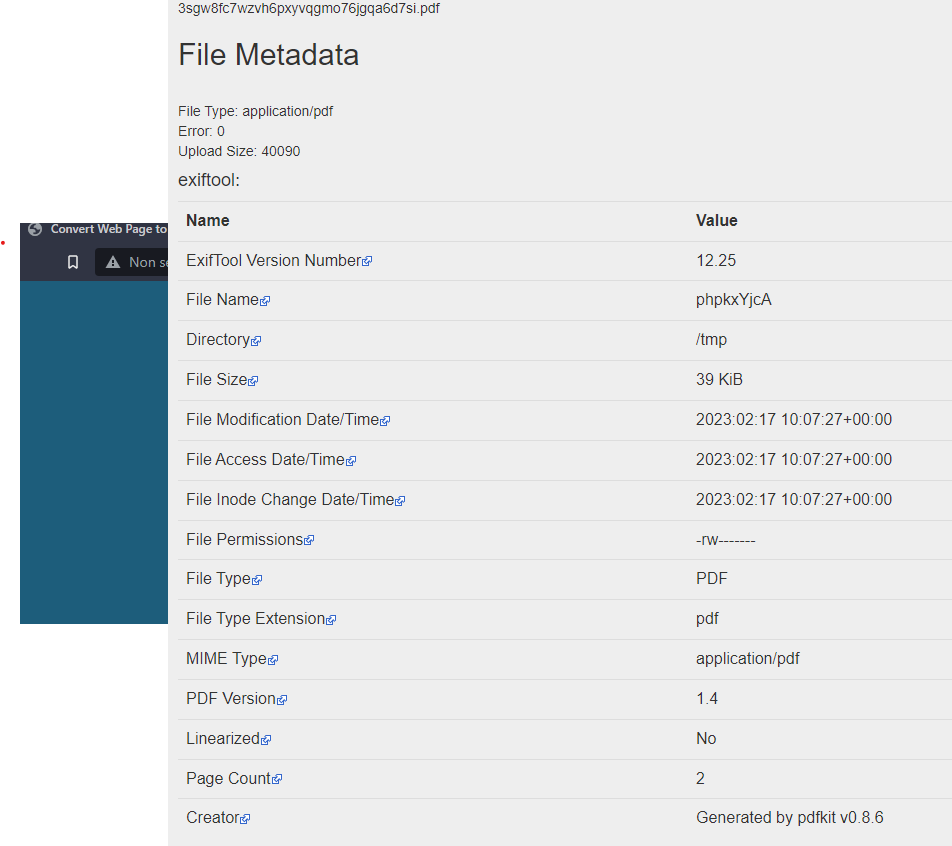 3sgw8fc7wzvh6pxyvqgmo76jgqa6d7si.pdf
File Metadata
File Type: application/pdf
Error: 0
Upload Size: 40090
exiftool:
Name Value
ExifTool Version Number 12.25
File Name phpkxYjcA
Directory /tmp
File Size 39 KiB
File Modification Date/Time 2023:02:17 10:07:27+00:00
File Access Date/Time 2023:02:17 10:07:27+00:00
File Inode Change Date/Time 2023:02:17 10:07:27+00:00
File Permissions -rw-------
File Type PDF
File Type Extension pdf
MIME Type application/pdf
PDF Version 1.4
Linearized No
Page Count 2
Creator Generated by pdfkit v0.8.6
Convert Web Page to
Non se